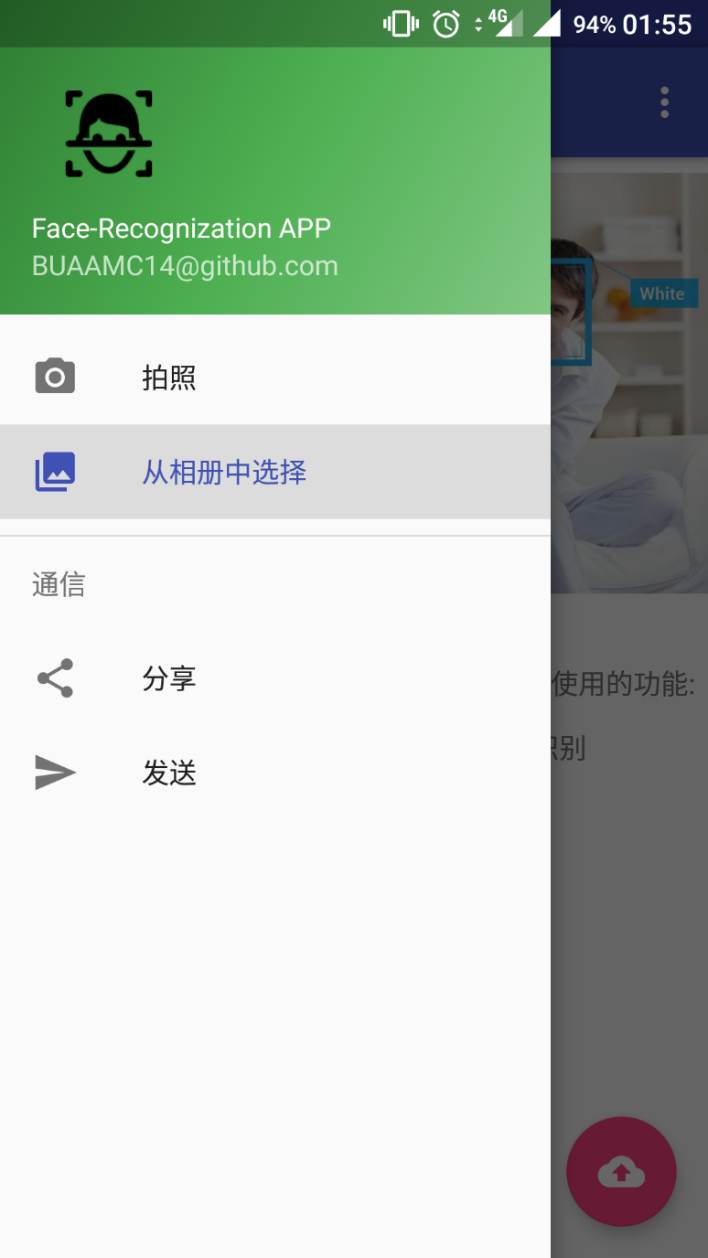 4G 94% 01:55
Face-Recognization APP
BUAAMC14@github.com
White
拍照
从相册中选择
通信
分享
使用的功能:
别
发送